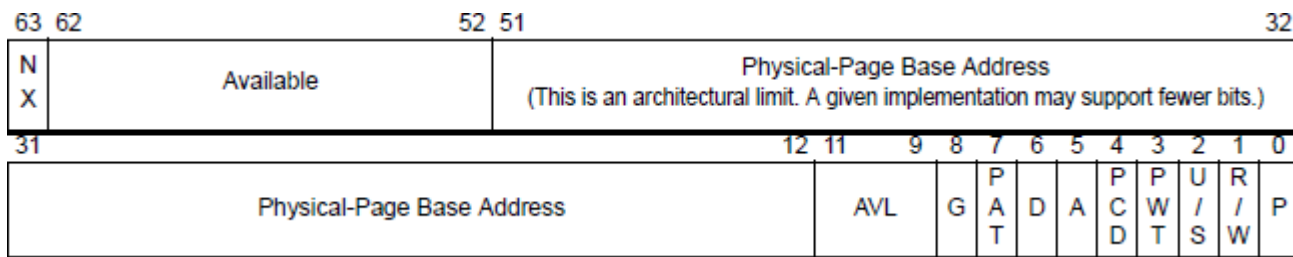 63 62 52 51 32
N X Available Physical-Page Base Address
(This is an architectural limit. A given implementation may support fewer bits.)
31 12 11 9 8 7 6 5 4 3 2 1 0
Physical-Page Base Address AVL G PAT D A PCD PWT U/S R/W P